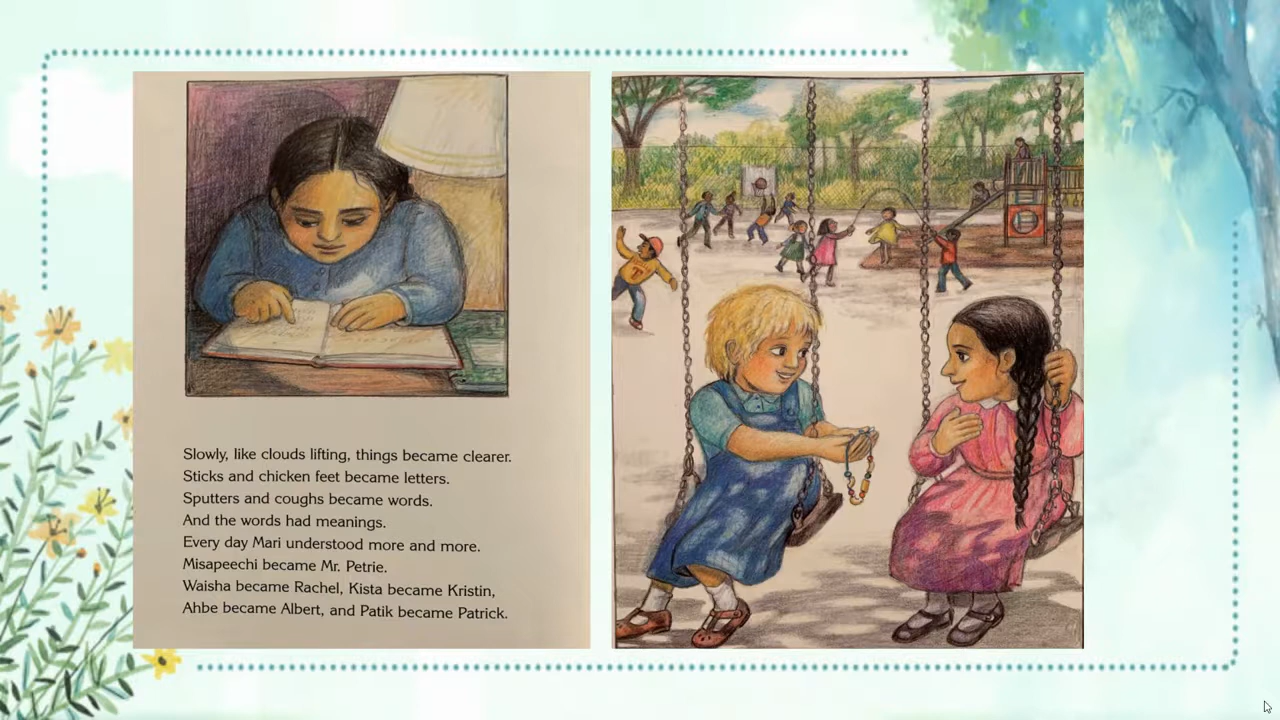 Slowly, like clouds lifting, things became clearer.
Sticks and chicken feet became letters.
Sputters and coughs became words.
And the words had meanings.
Every day Mari understood more and more.
Misapeechi became Mr. Petrie.
Waisha became Rachel, Kista became Kristin,
Ahbe became Albert, and Patik became Patrick.
T